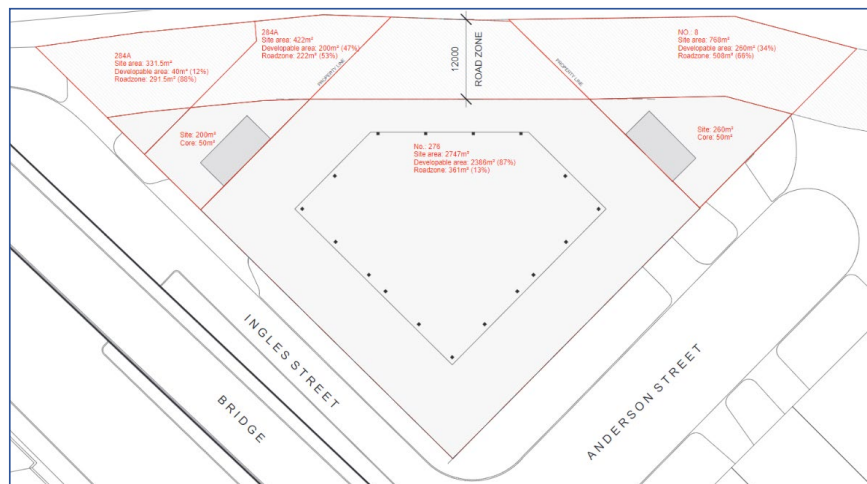 284A
Site area: 331.5m²
Developable area: 40m² (12%)
Roadzone: 291.5m² (88%)
284A
Site area: 422m²
Developable area: 200m² (47%)
Roadzone: 222m² (53%)
PROPERTY LINE
12000
ROAD ZONE
PROPERTY LINE
NO.: 8
Site area: 768m²
Developable area: 260m² (34%)
Roadzone: 508m² (66%)
Site: 200m²
Core: 50m²
No.: 276
Site area: 2747m²
Developable area: 2386m² (87%)
Roadzone: 361m² (13%)
Site: 260m²
Core: 50m²
INGLES STREET
BRIDGE
ANDERSON STREET